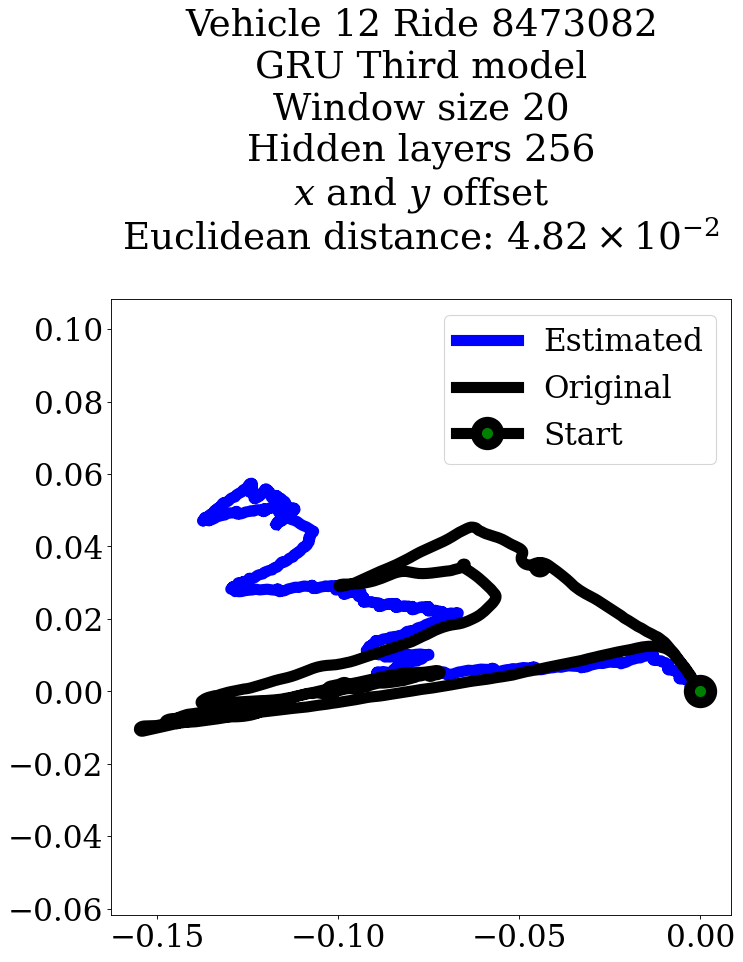 Vehicle 12 Ride 8473082
GRU Third model
Window size 20
Hidden layers 256
x and y offset
Euclidean distance: 4.82 × 10⁻²
Estimated
Original
Start
0.10
0.08
0.06
0.04
0.02
0.00
−0.02
−0.04
−0.06
−0.15 −0.10 −0.05 0.00